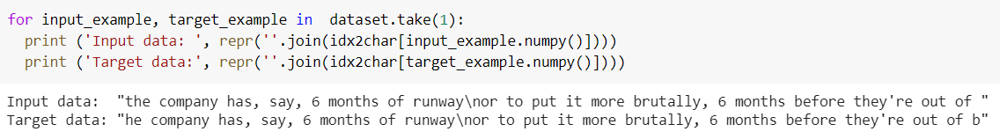 for input_example, target_example in  dataset.take(1):
  print ('Input data: ', repr(''.join(idx2char[input_example.numpy()])))
  print ('Target data:', repr(''.join(idx2char[target_example.numpy()])))
Input data:  "the company has, say, 6 months of runway\nor to put it more brutally, 6 months before they're out of "
Target data: "he company has, say, 6 months of runway\nor to put it more brutally, 6 months before they're out of b"